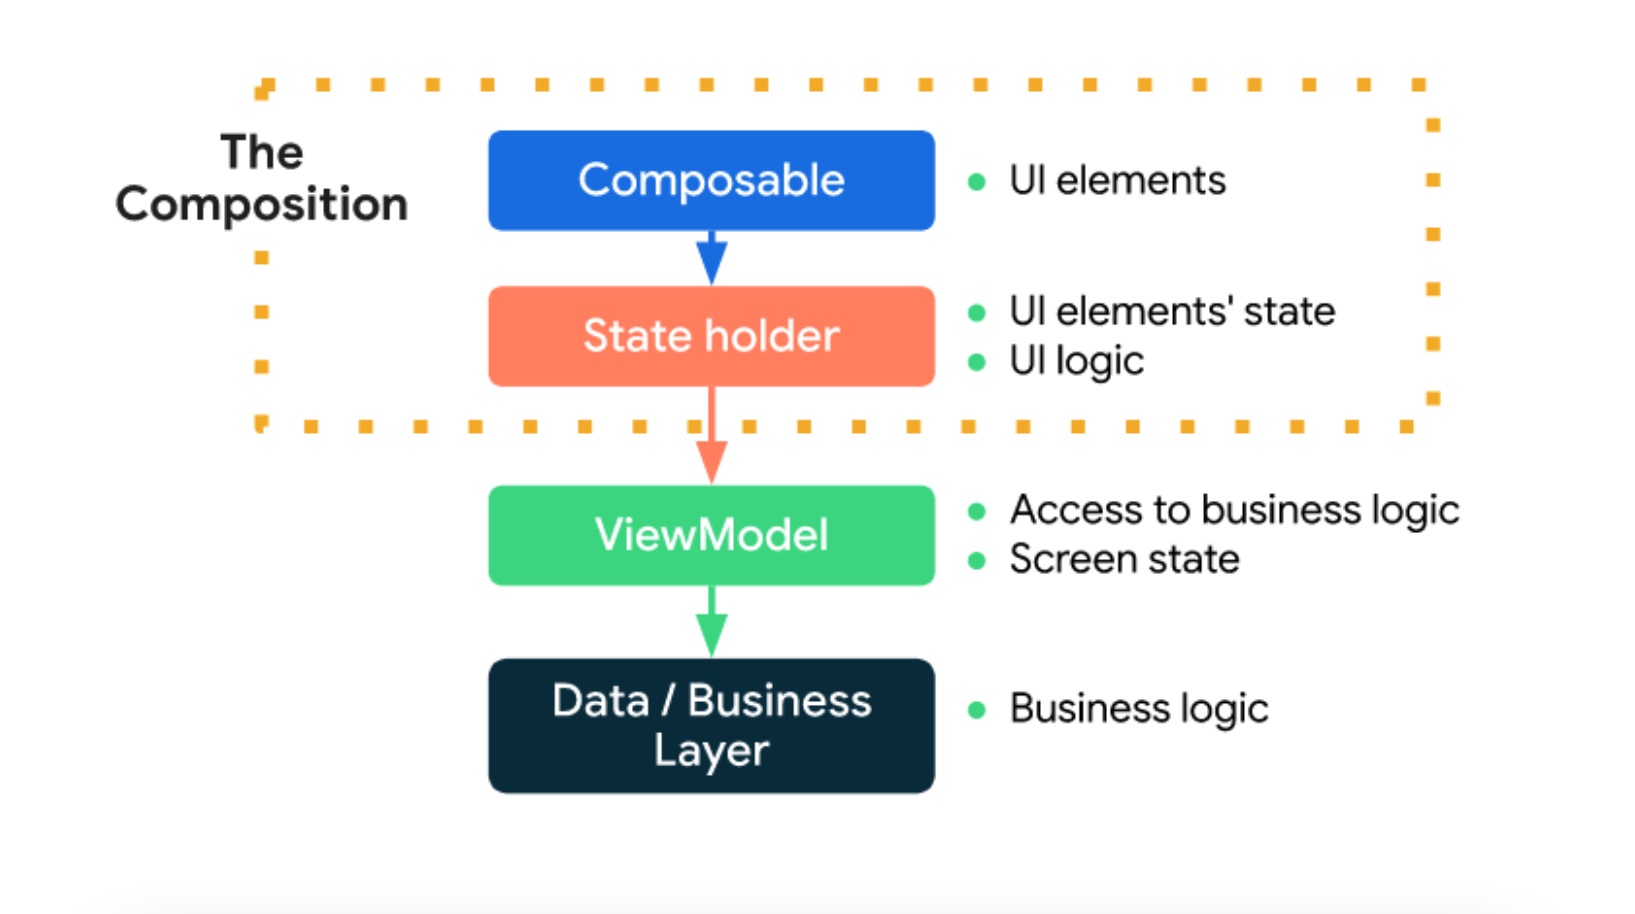 The
Composition
Composable
UI elements
State holder
UI elements' state
UI logic
ViewModel
Access to business logic
Screen state
Data / Business
Layer
Business logic